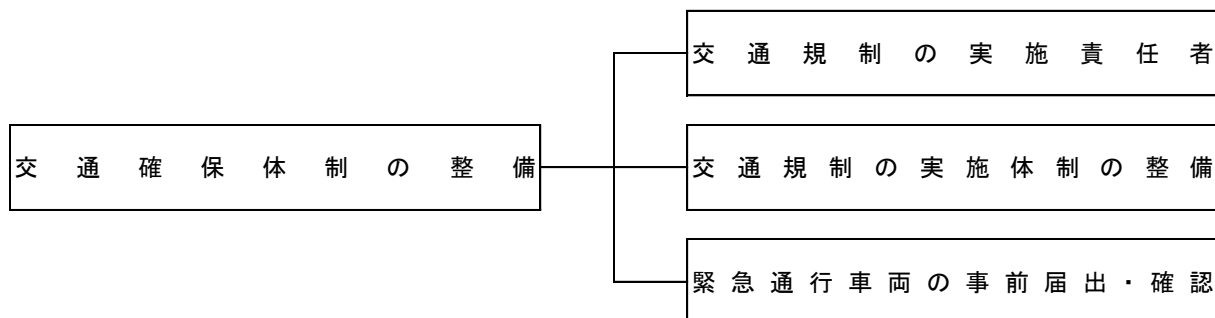 交通確保体制の整備
交通規制の実施責任者
交通規制の実施体制の整備
緊急通行車両の事前届出・確認